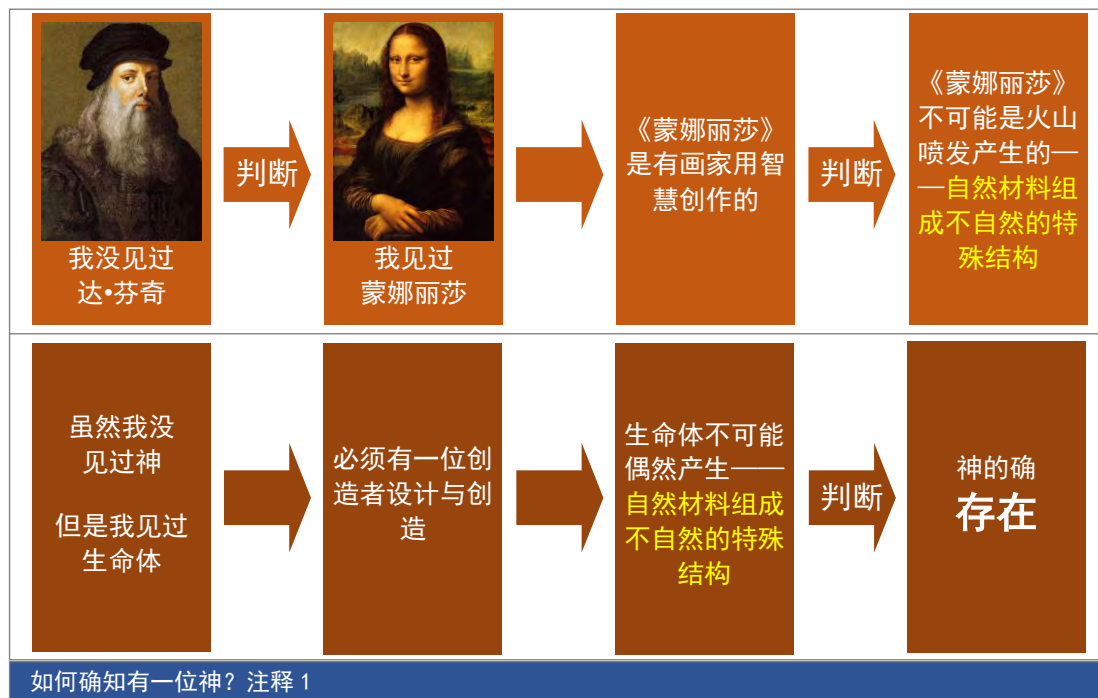 我没见过
达•芬奇
判断
我见过
蒙娜丽莎
《蒙娜丽莎》
是有画家用智
慧创作的
判断
《蒙娜丽莎》
不可能是火山
喷发产生的—
—自然材料组
成不自然的特
殊结构
虽然我没
见过神
但是我见过
生命体
必须有一位创
造者设计与创
造
生命体不可能
偶然产生——
自然材料组成
不自然的特殊
结构
判断
神的确
存在
如何确知有一位神？注释 1